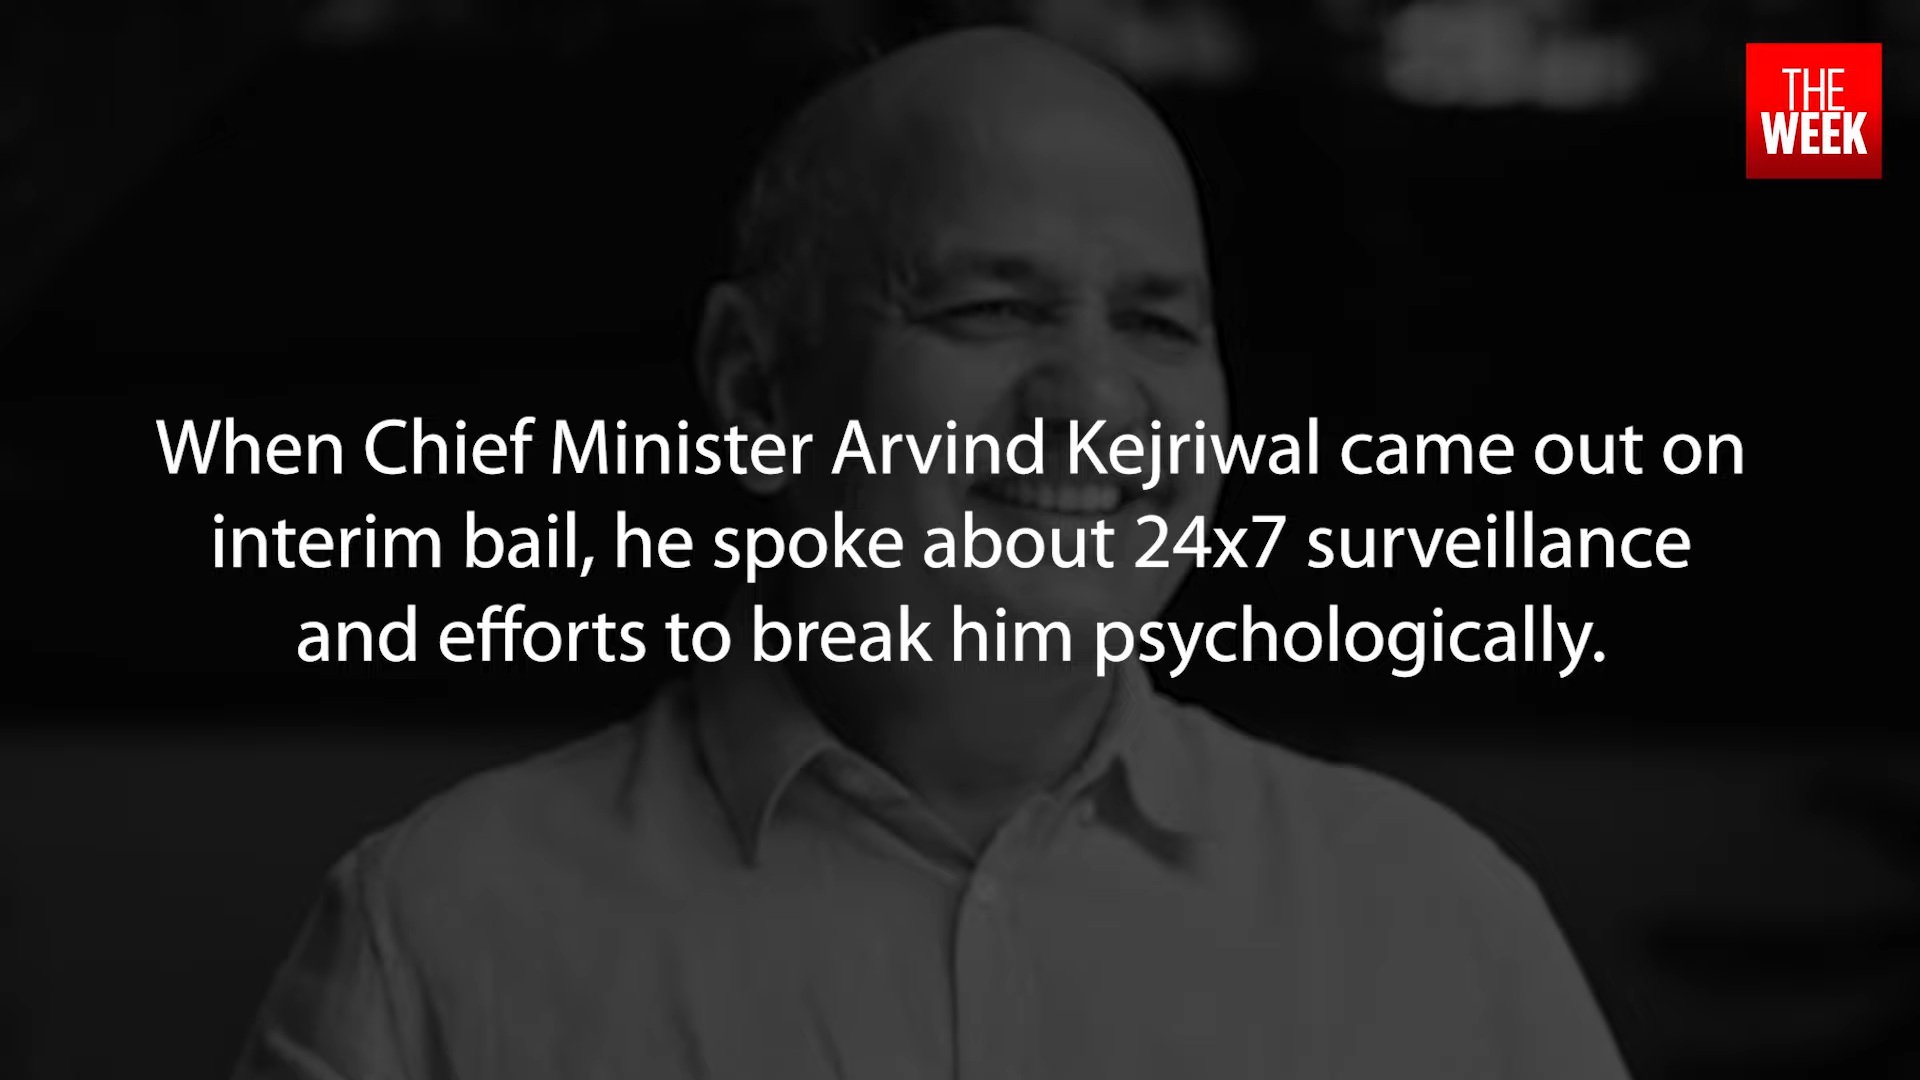 THE
WEEK
When Chief Minister Arvind Kejriwal came out on
interim bail, he spoke about 24x7 surveillance
and efforts to break him psychologically.